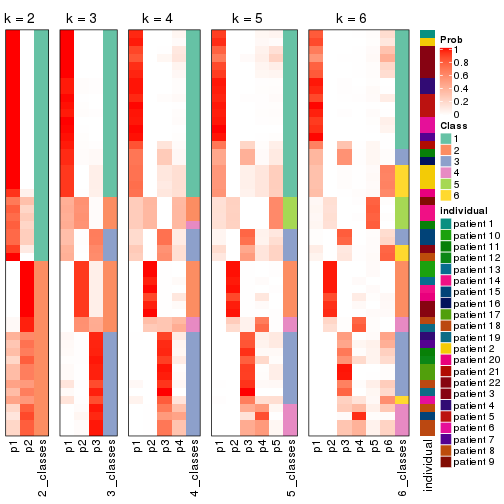 k = 2
k = 3
k = 4
k = 5
k = 6
p1
p2
2_classes
p1
p2
p3
3_classes
p1
p2
p3
p4
4_classes
p1
p2
p3
p4
p5
5_classes
p1
p2
p3
p4
p5
p6
6_classes
individual
Prob
1
0.8
0.6
0.4
0.2
0
Class
1
2
3
4
5
6
Individual
patient 1
patient 10
patient 11
patient 12
patient 13
patient 14
patient 15
patient 16
patient 17
patient 18
patient 19
patient 2
patient 20
patient 21
patient 22
patient 3
patient 4
patient 5
patient 6
patient 7
patient 8
patient 9